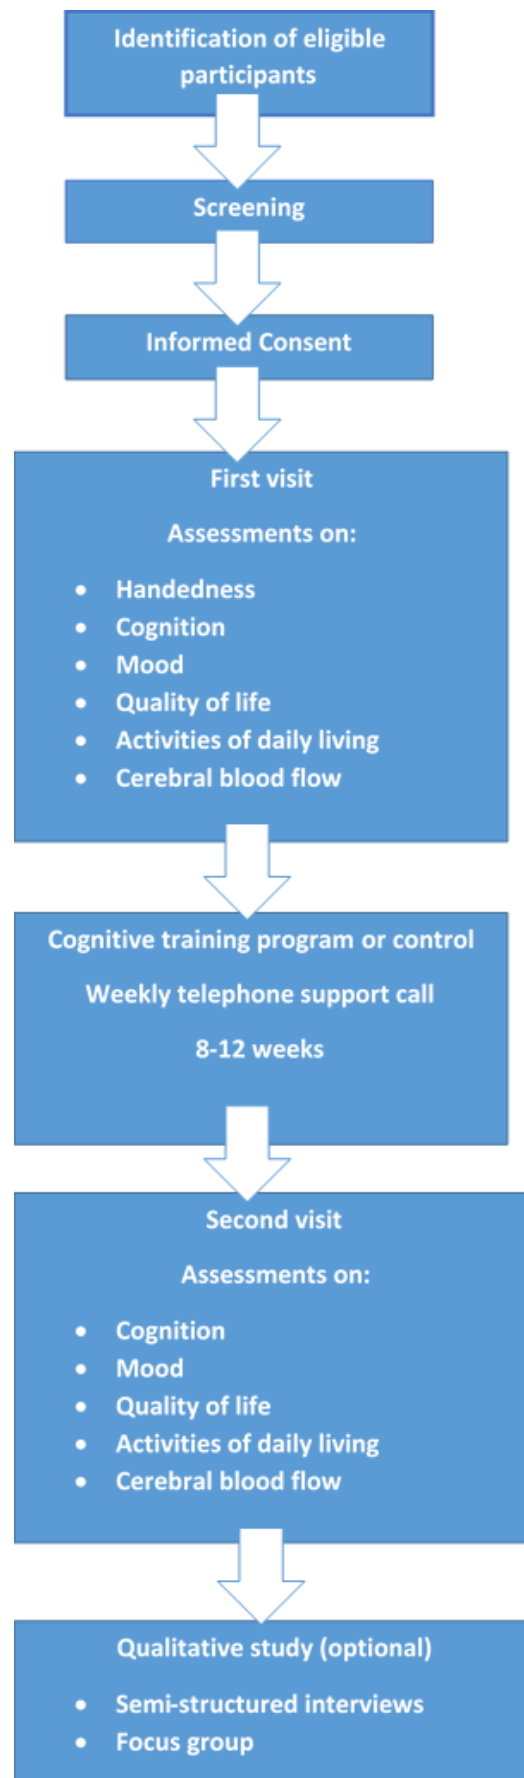 Identification of eligible
participants
Screening
Informed Consent
First visit
Assessments on:
• Handedness
• Cognition
• Mood
• Quality of life
• Activities of daily living
• Cerebral blood flow
Cognitive training program or control
Weekly telephone support call
8-12 weeks
Second visit
Assessments on:
• Cognition
• Mood
• Quality of life
• Activities of daily living
• Cerebral blood flow
Qualitative study (optional)
• Semi-structured interviews
• Focus group